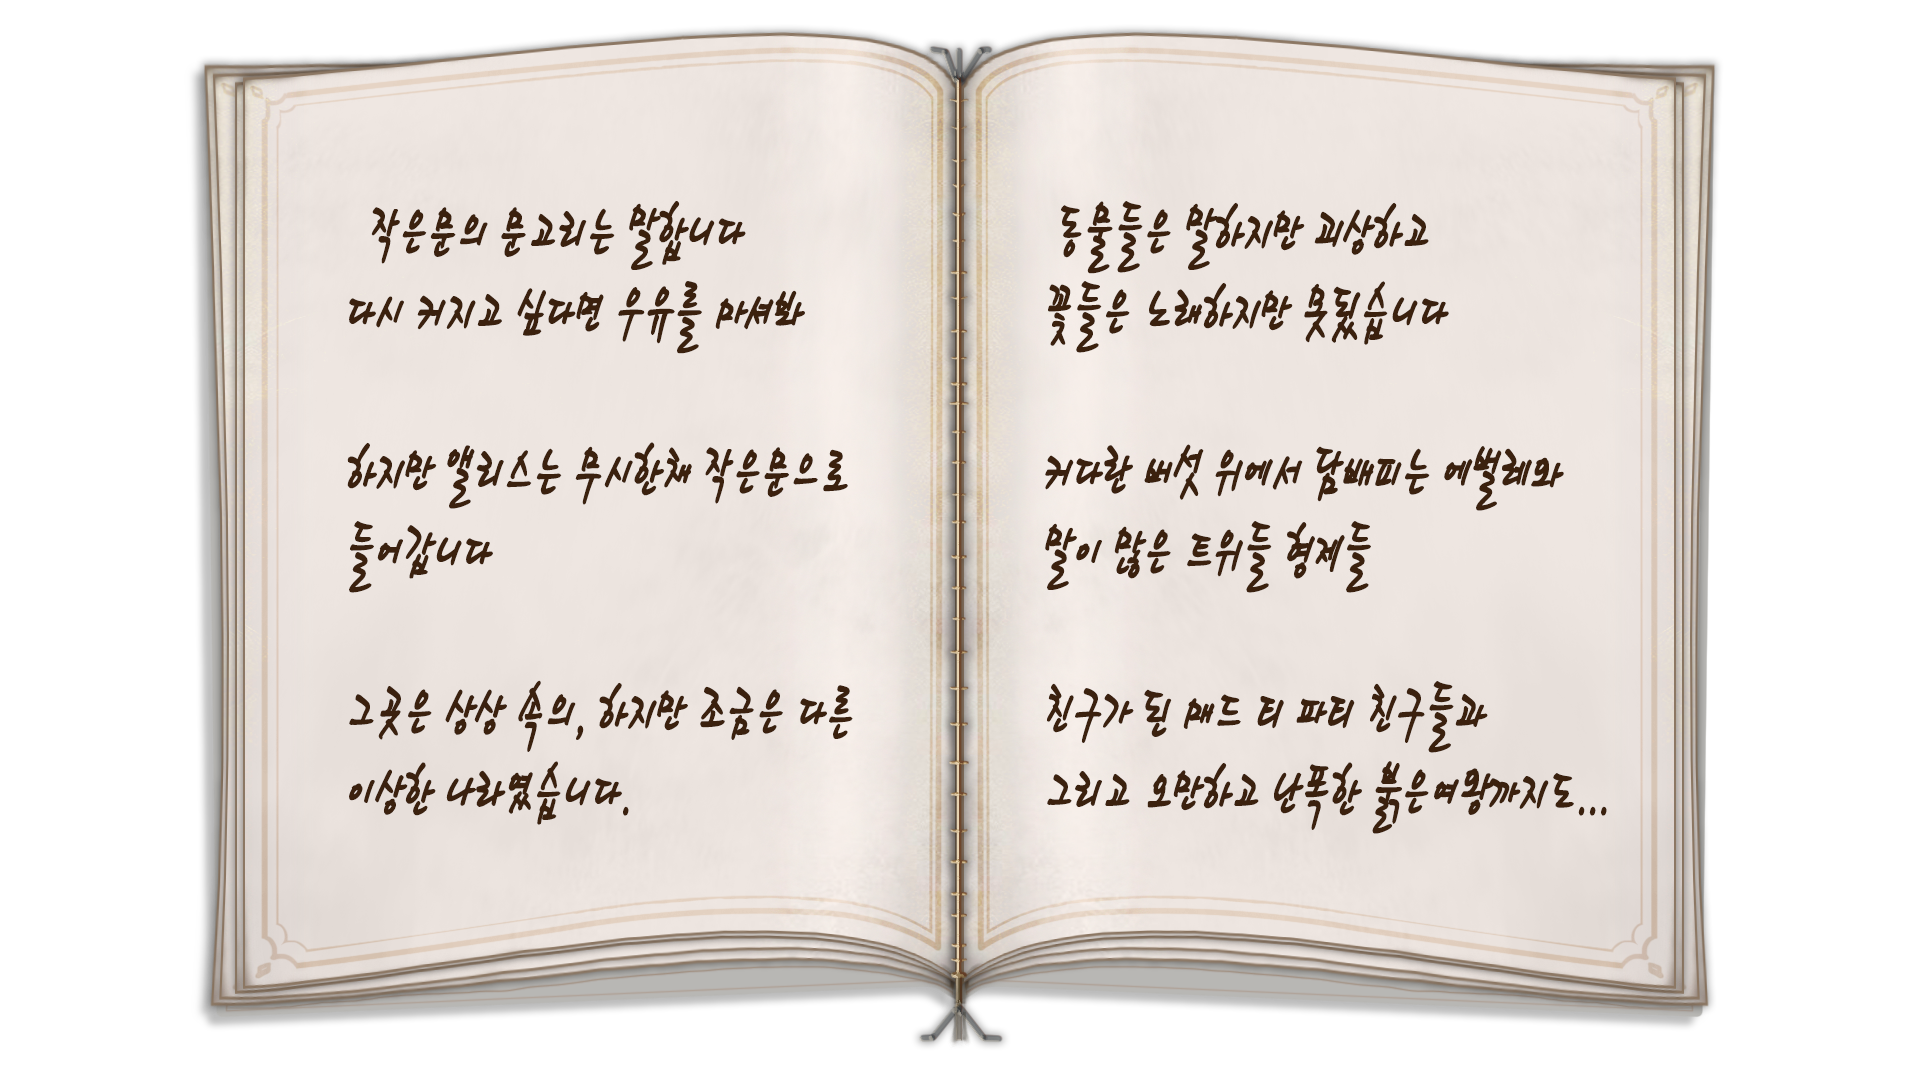 작은문의 문고리는 말합니다
다시 커지고 싶다면 우유를 마셔봐
하지만 앨리스는 무시한채 작은문으로
들어갑니다
그곳은 상상 속의, 하지만 조금은 다른
이상한 나라였습니다.
동물들은 말하지만 괴상하고
꽃들은 노래하지만 못됐습니다
커다란 버섯 위에서 담배피는 에벌레와
말이 많은 트위들 형제들
친구가 된 매드 티 파티 친구들과
그리고 오만하고 난폭한 붉은여왕까지도...